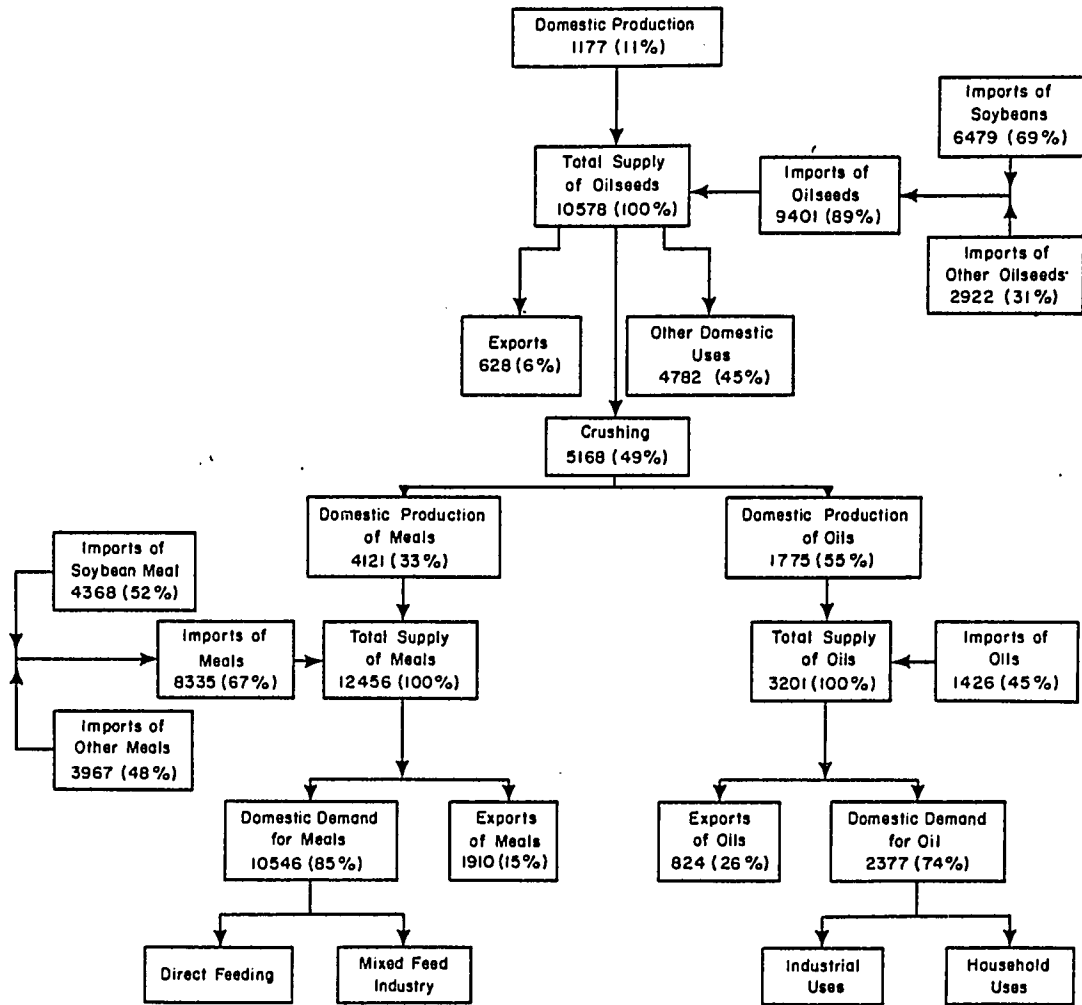 Domestic Production
1177 (11%)
Imports of
Soybeans
6479 (69%)
Total Supply
of Oilseeds
10578 (100%)
Imports of
Oilseeds
9401 (89%)
Imports of
Other Oilseeds
2922 (31%)
Exports
628 (6%)
Other Domestic
Uses
4782 (45%)
Crushing
5168 (49%)
Domestic Production
of Meals
4121 (33%)
Domestic Production
of Oils
1775 (55%)
Imports of
Soybean Meal
4368 (52%)
Imports of
Meals
8335 (67%)
Total Supply
of Meals
12456 (100%)
Total Supply
of Oils
3201 (100%)
Imports of
Oils
1426 (45%)
Imports of
Other Meals
3967 (48%)
Domestic Demand
for Meals
10546 (85%)
Exports
of Meals
1910 (15%)
Exports
of Oils
824 (26%)
Domestic Demand
for Oil
2377 (74%)
Direct Feeding
Mixed Feed
Industry
Industrial
Uses
Household
Uses